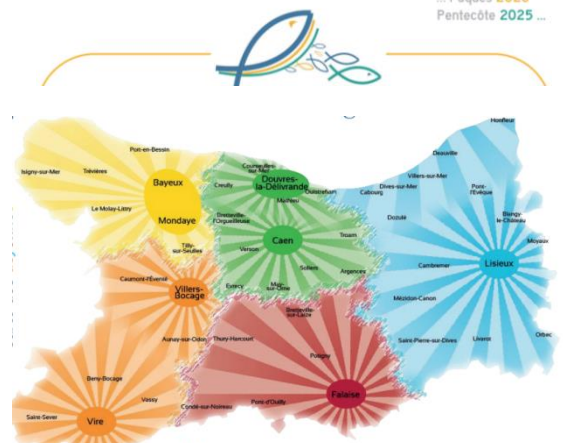 ... Pâques 2026
Pentecôte 2025 ...
Honfleur
Port-en-Bessin
Isigny-sur-Mer
Trévières
Bayeux
Le Molay-Littry
Mondaye
Tilly-
sur-Seulles
Courseulles-
sur-Mer
Douvres-
la-Délivrande
Creully
Ouistreham
Mathieu
Bretteville-
l'Orgueilleuse
Caen
Troarn
Verson
Soliers
Argences
Evrecy
May-
sur-Orne
Deauville
Villers-sur-Mer
Dives-sur-Mer
Cabourg
Pont-
l'Evêque
Blangy-
le-Château
Dozulé
Moyaux
Cambremer
Lisieux
Mézidon-Canon
Saint-Pierre-sur-Dives
Livarot
Orbec
Caumont-l'Éventé
Villers-
Bocage
Aunay-sur-Odon
Beny-Bocage
Vassy
Saint-Sever
Vire
Bretteville-
sur-Laize
Thury-Harcourt
Potigny
Falaise
Pont-d'Ouilly
Condé-sur-Noireau